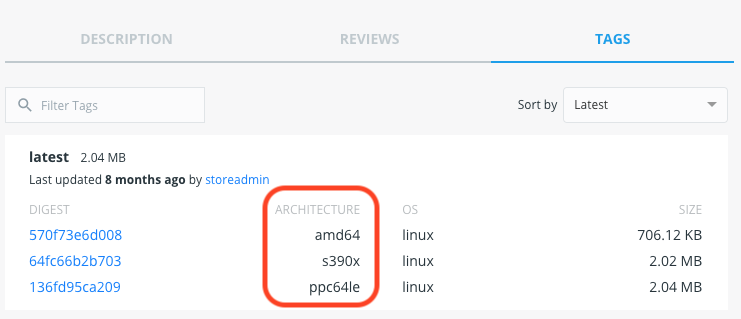 DESCRIPTION REVIEWS TAGS
Filter Tags Sort by Latest
latest 2.04 MB
Last updated 8 months ago by storeadmin
DIGEST ARCHITECTURE OS SIZE
570f73e6d008 amd64 linux 706.12 KB
64fc66b2b703 s390x linux 2.02 MB
136fd95ca209 ppc64le linux 2.04 MB